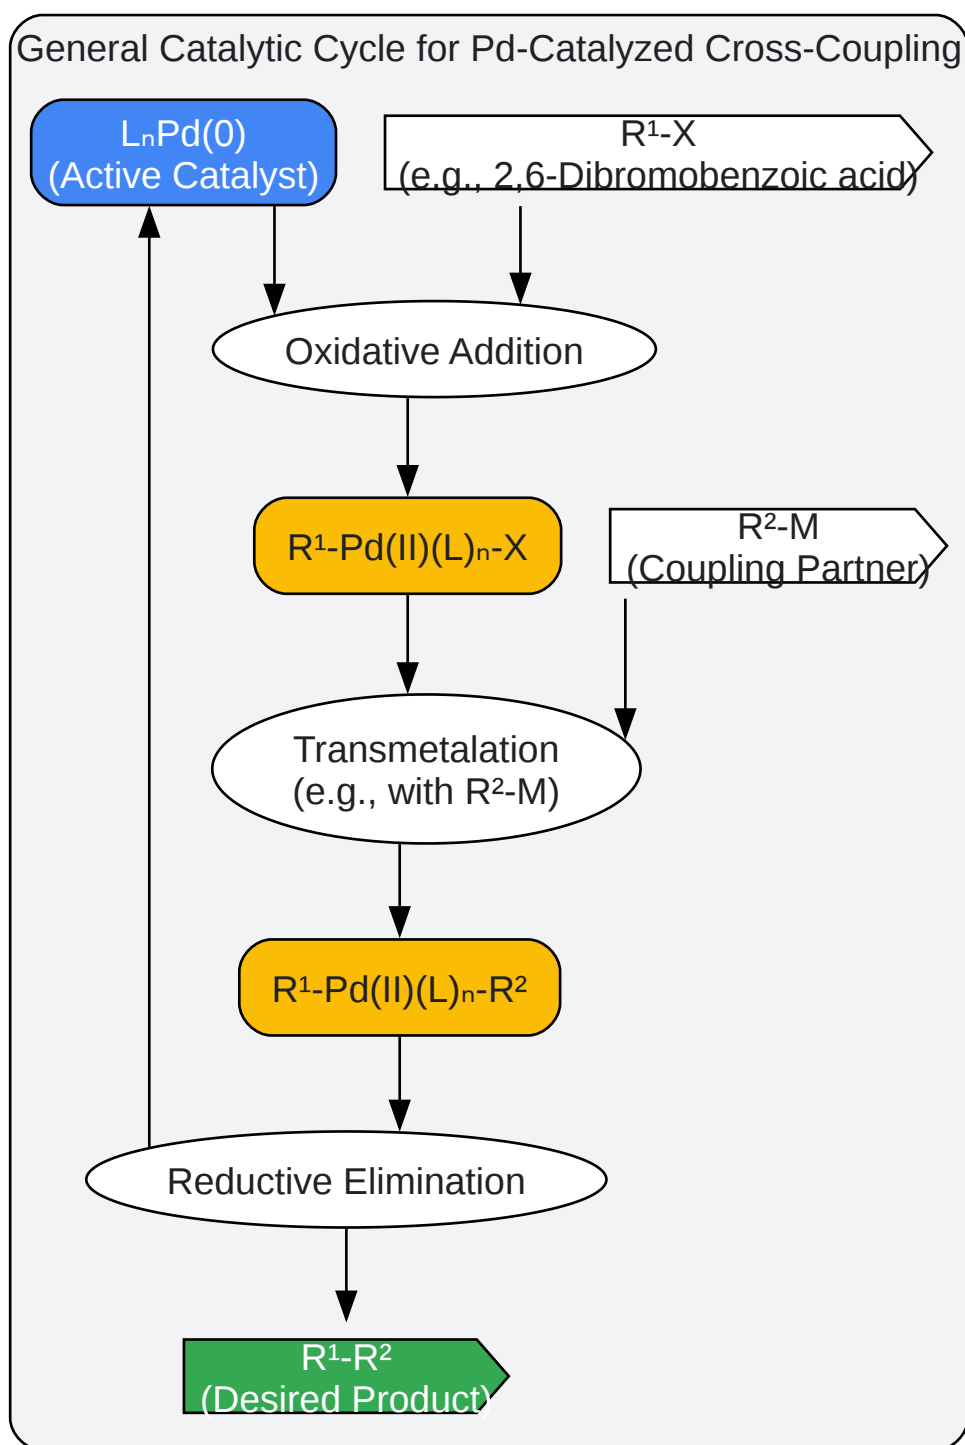 General Catalytic Cycle for Pd-Catalyzed Cross-Coupling
LₙPd(0)
(Active Catalyst)
R¹-X
(e.g., 2,6-Dibromobenzoic acid)
Oxidative Addition
R¹-Pd(II)(L)ₙ-X
R²-M
(Coupling Partner)
Transmetalation
(e.g., with R²-M)
R¹-Pd(II)(L)ₙ-R²
Reductive Elimination
R¹-R²
(Desired Product)